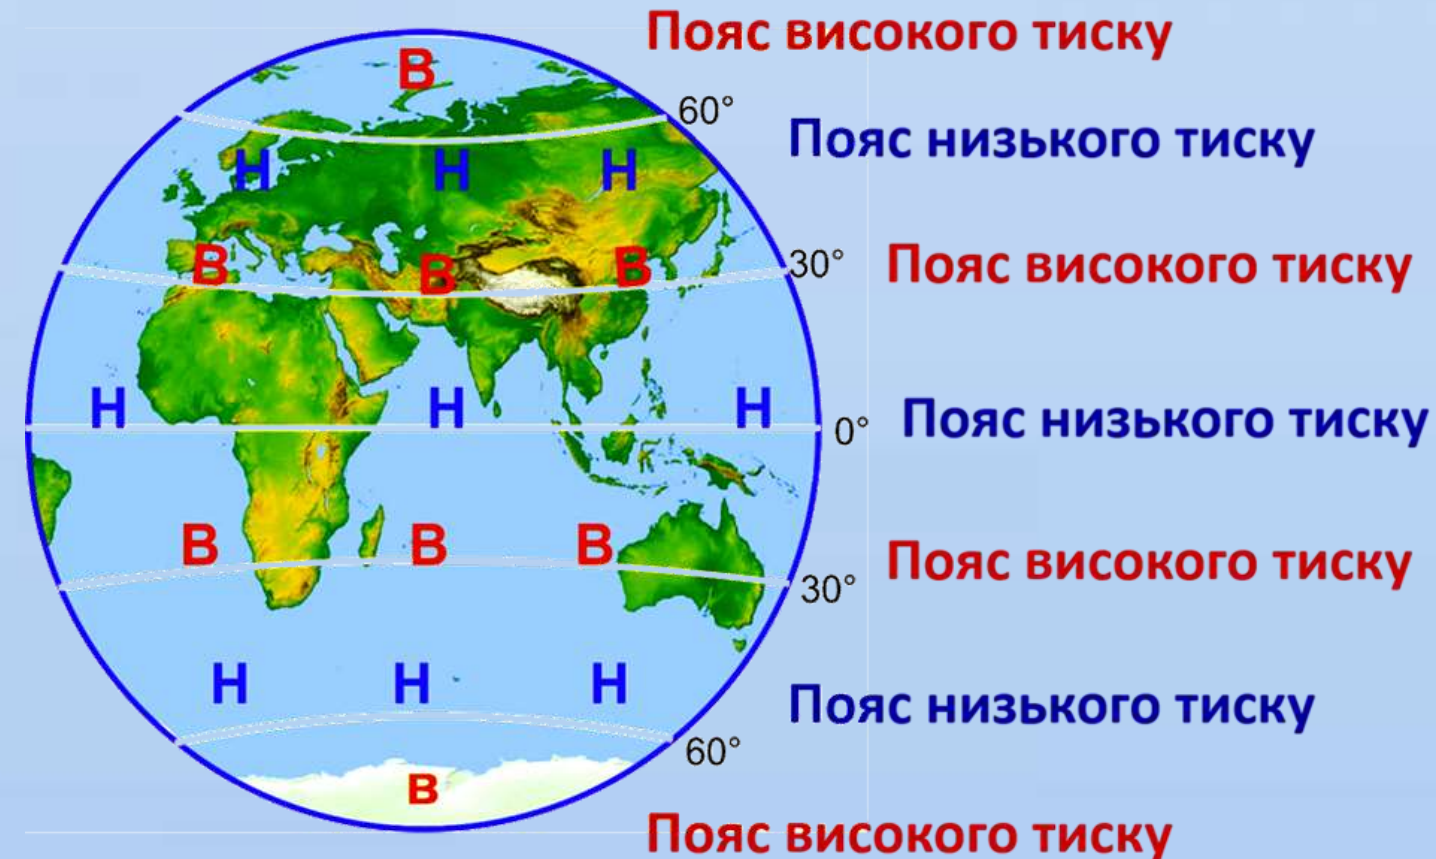 Пояс високого тиску
В
60°
Пояс низького тиску
Н Н Н
В В В
30°
Пояс високого тиску
Н Н Н
0°
Пояс низького тиску
В В В
Пояс високого тиску
30°
Н Н Н
Пояс низького тиску
60°
в
Пояс високого тиску